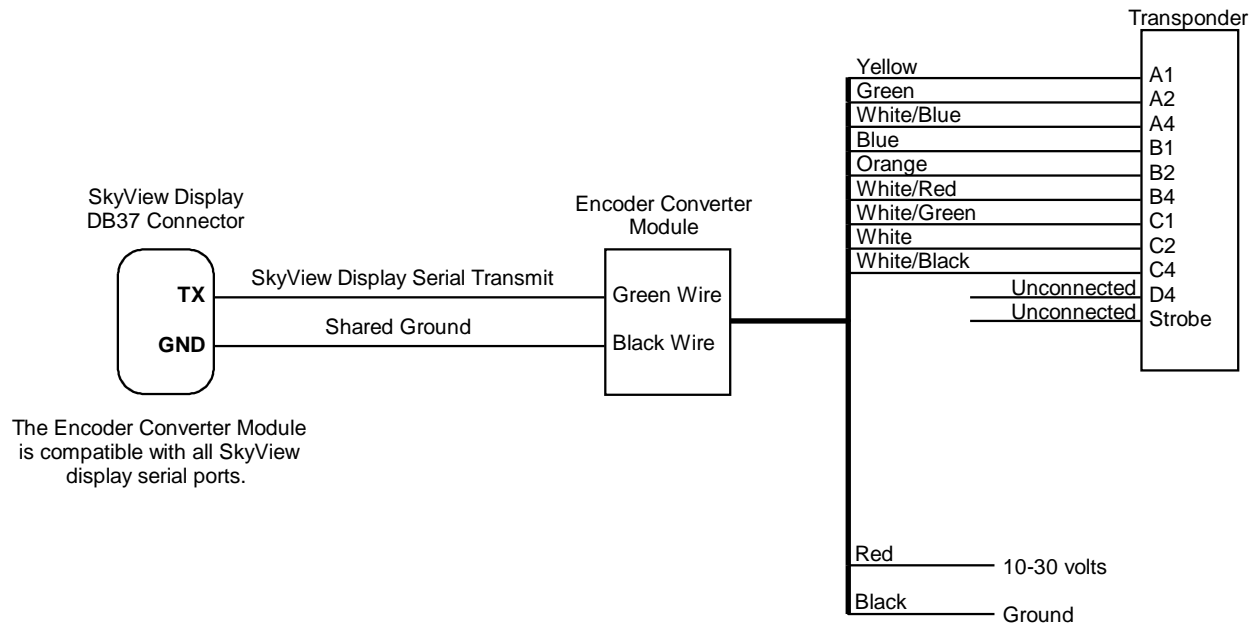 Transponder
Yellow
A1
Green
A2
White/Blue
A4
Blue
B1
Orange
B2
White/Red
B4
White/Green
C1
White
C2
White/Black
C4
Unconnected
D4
Unconnected
Strobe
SkyView Display
DB37 Connector
Encoder Converter
Module
SkyView Display Serial Transmit
TX
Green Wire
Shared Ground
GND
Black Wire
The Encoder Converter Module
is compatible with all SkyView
display serial ports.
Red
10-30 volts
Black
Ground